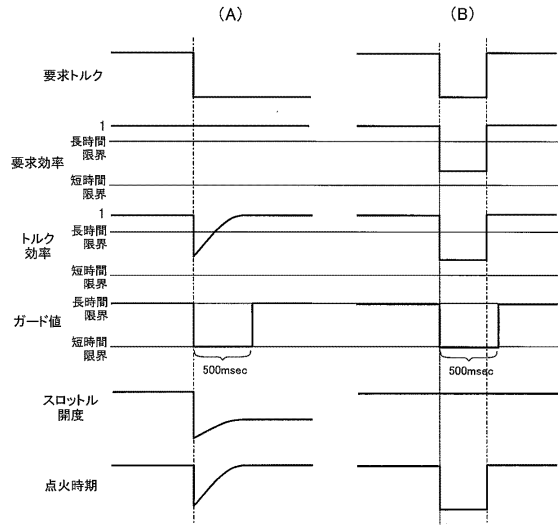 (A)
(B)
要求トルク
1
長時間
限界
要求効率
短時間
限界
1
長時間
限界
トルク
効率
短時間
限界
長時間
限界
ガード値
短時間
限界
500msec
500msec
スロットル
開度
点火時期